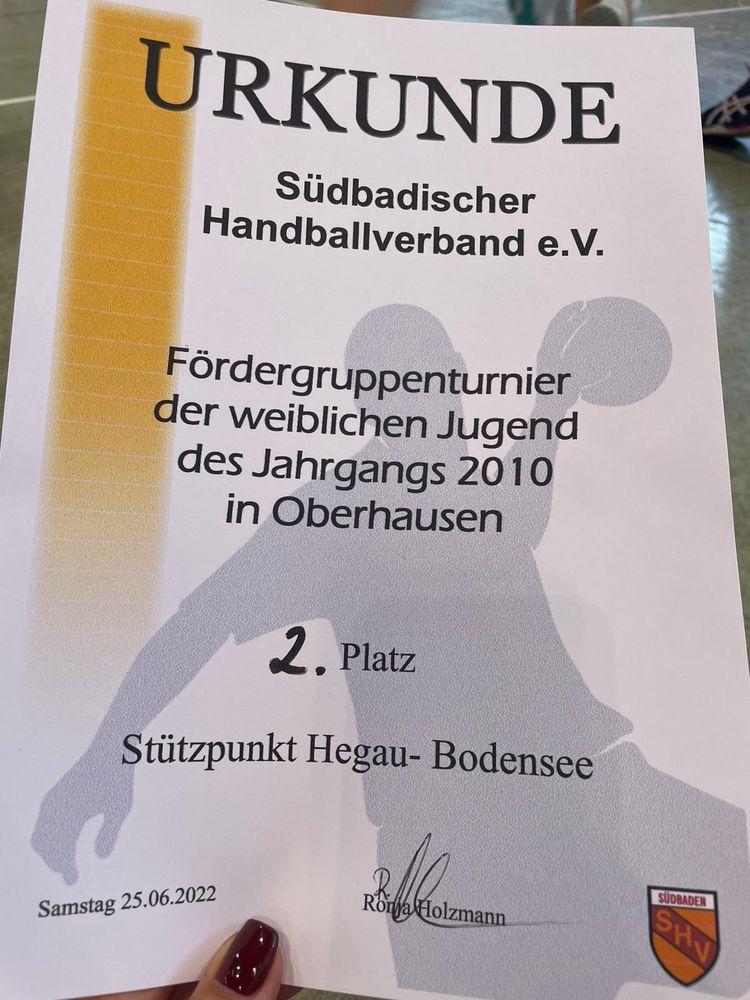 URKUNDE
Südbadischer
Handballverband e.V.
Fördergruppenturnier
der weiblichen Jugend
des Jahrgangs 2010
in Oberhausen
2. Platz
Stützpunkt Hegau- Bodensee
Samstag 25.06.2022
Ronja Holzmann
SÜDBADEN
SHV